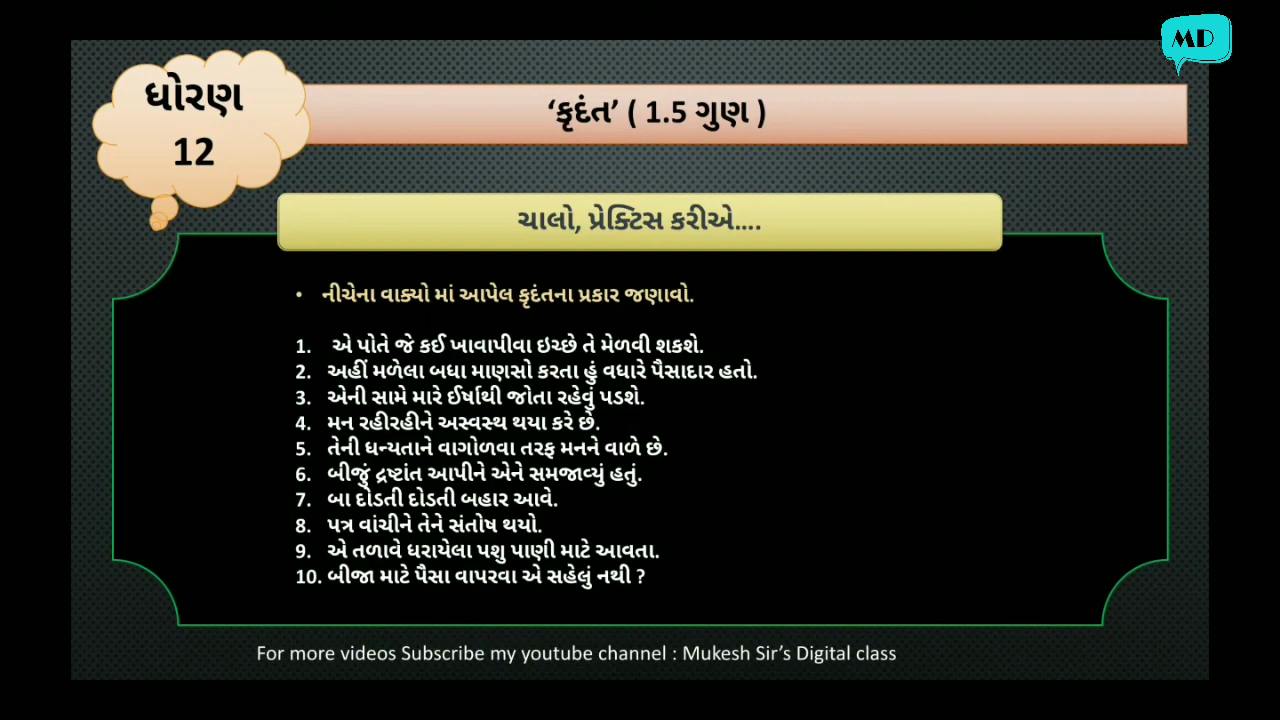 MD
ધોરણ
12
‘કૃદંત’ ( 1.5 ગુણ )
ચાલો, પ્રેક્ટિસ કરીએ....
• નીચેના વાક્યો માં આપેલ કૃદંતના પ્રકાર જણાવો.
1. એ પોતે જે કઈ ખાવાપીવા ઇચ્છે તે મેળવી શકશે.
2. અહીં મળેલા બધા માણસો કરતા હું વધારે પૈસાદાર હતો.
3. એની સામે મારે ઈર્ષાથી જોતા રહેવું પડશે.
4. મન રહીરહીને અસ્વસ્થ થયા કરે છે.
5. તેની ધન્યતાને વાગોળવા તરફ મનને વાળે છે.
6. બીજું દ્રષ્ટાંત આપીને એને સમજાવ્યું હતું.
7. બા દોડતી દોડતી બહાર આવે.
8. પત્ર વાંચીને તેને સંતોષ થયો.
9. એ તળાવે ધરાયેલા પશુ પાણી માટે આવતા.
10. બીજા માટે પૈસા વાપરવા એ સહેલું નથી ?
For more videos Subscribe my youtube channel : Mukesh Sir’s Digital class